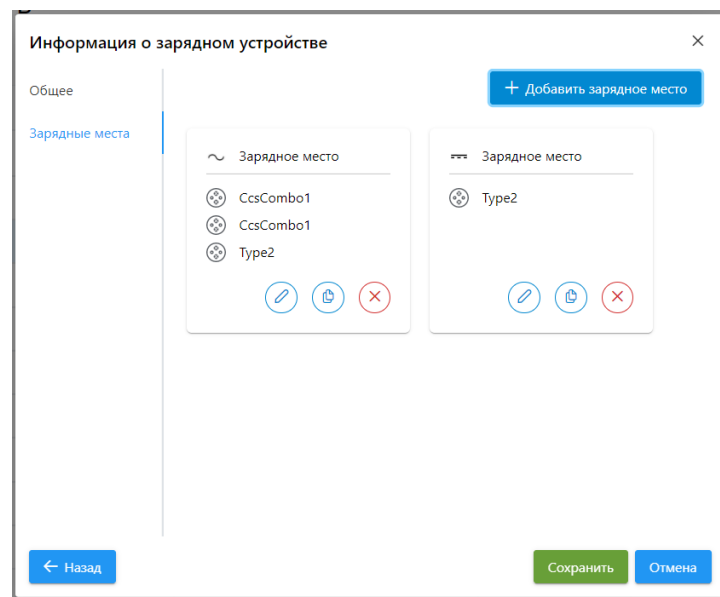 Информация о зарядном устройстве
Общее
Зарядные места
Добавить зарядное место
Зарядное место
CcsCombo1
CcsCombo1
Type2
Зарядное место
Type2
Назад
Сохранить
Отмена